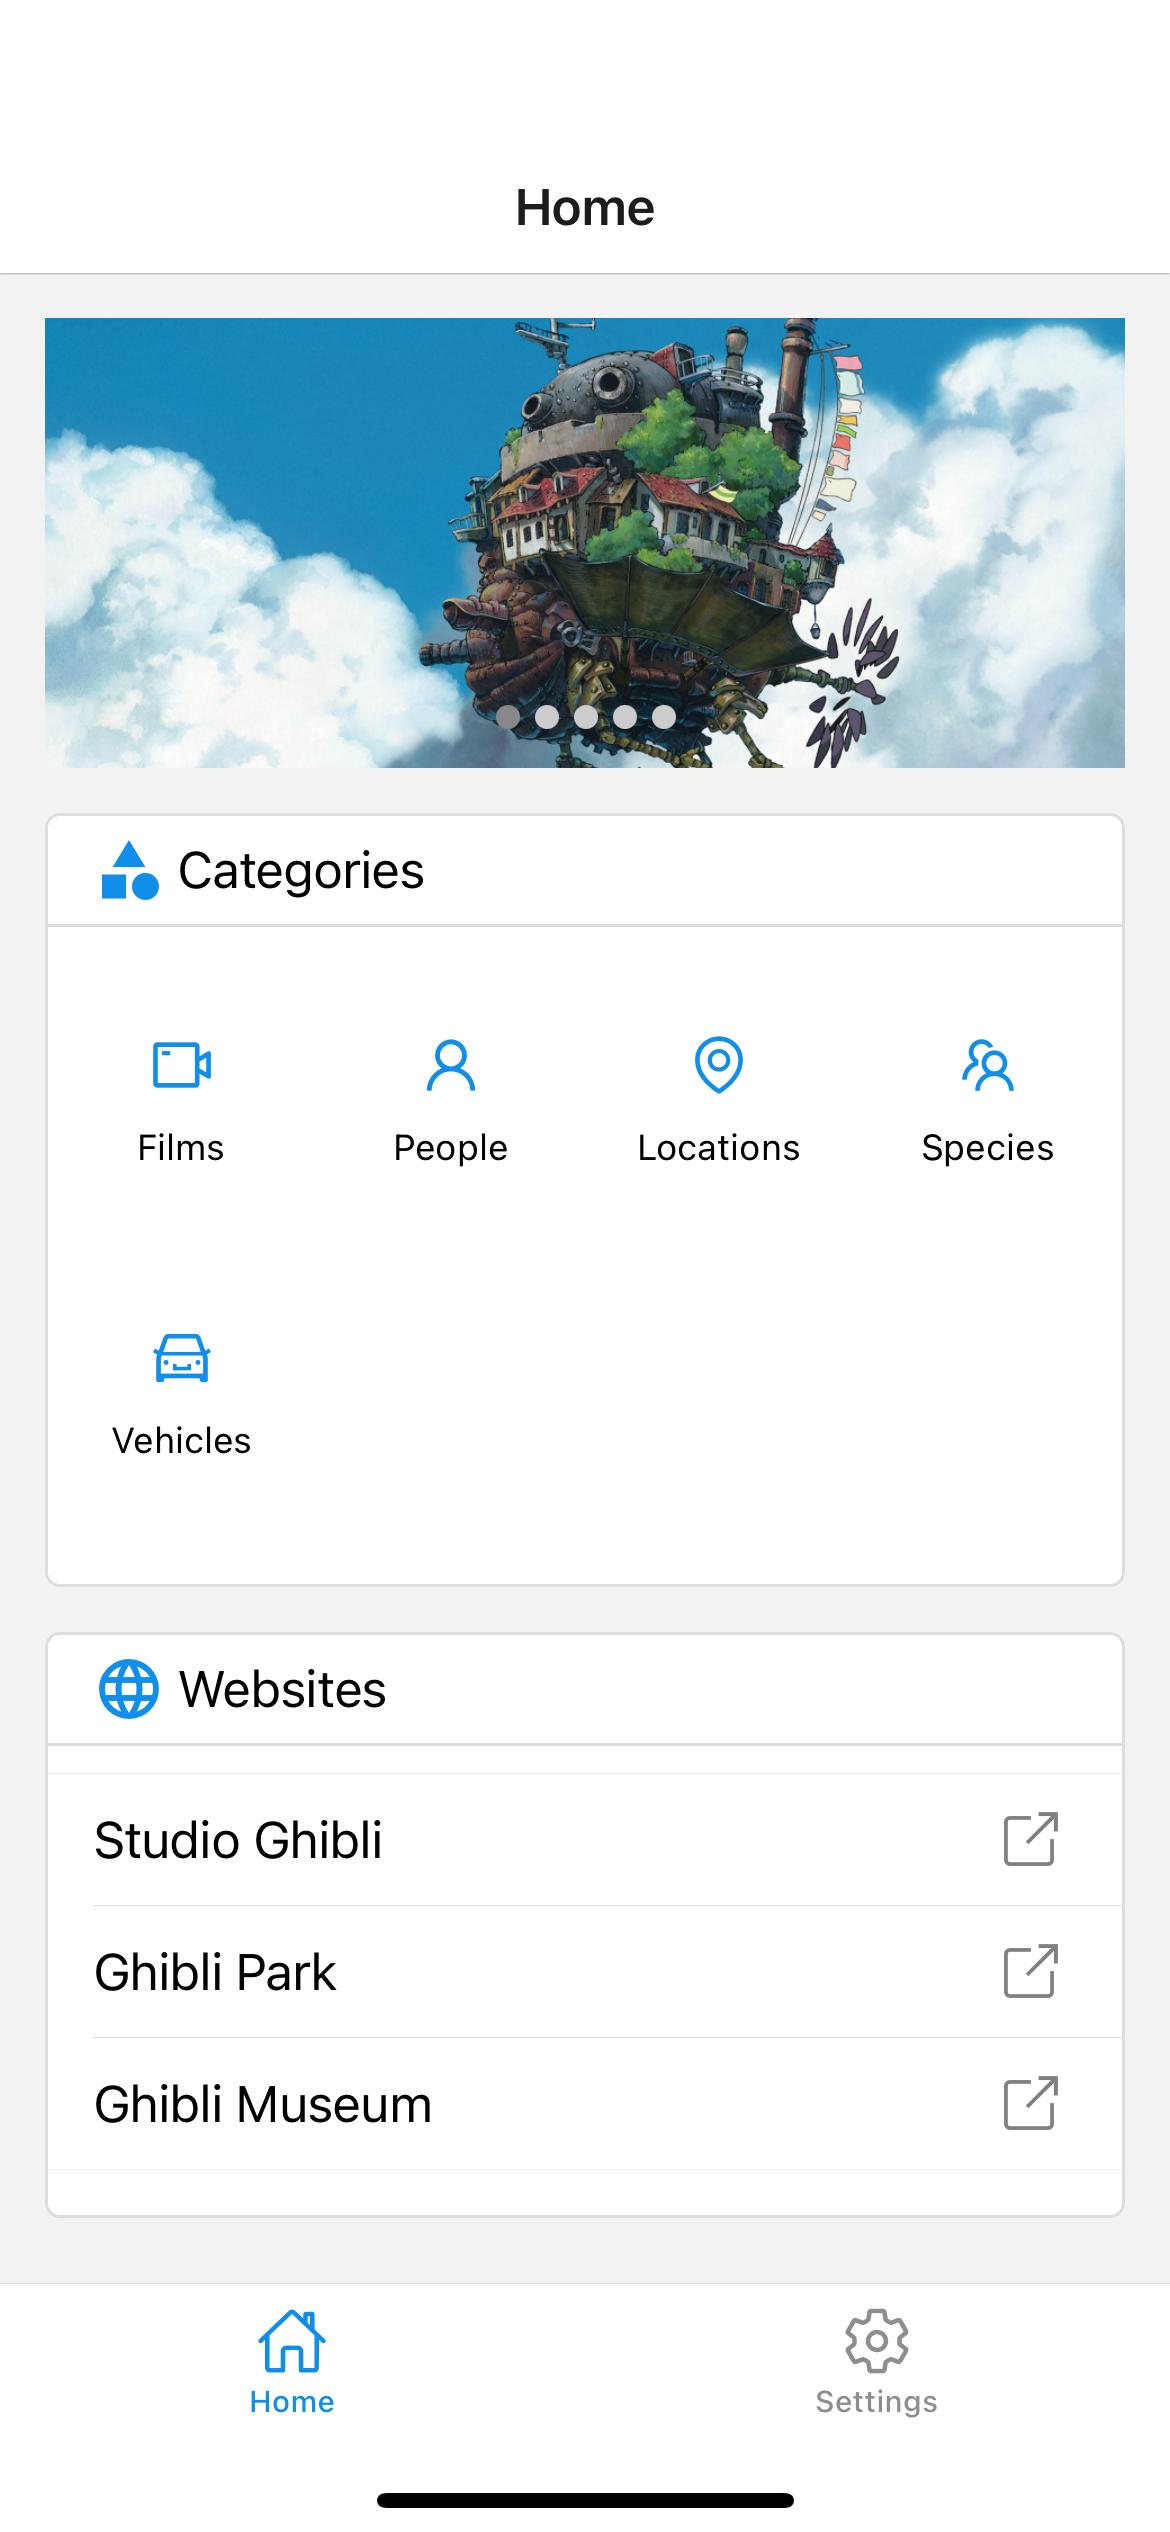 Home
Categories
Films People Locations Species
Vehicles
Websites
Studio Ghibli
Ghibli Park
Ghibli Museum
Home Settings